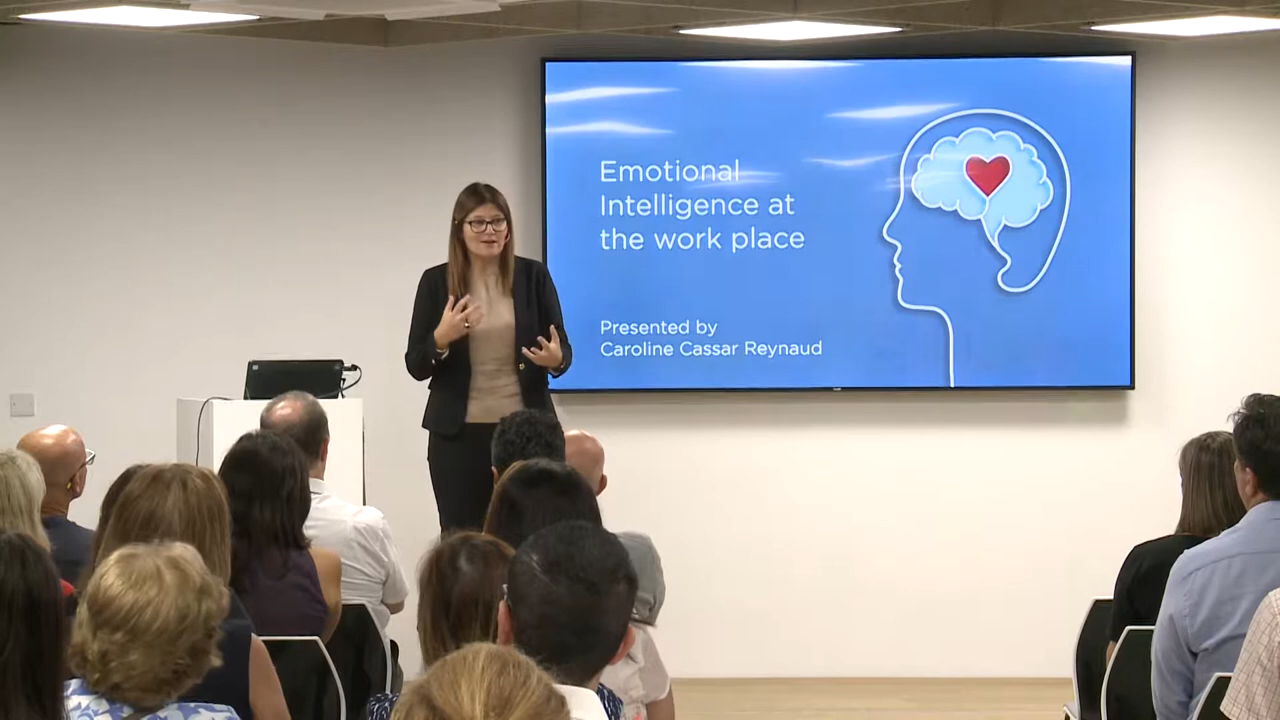 Emotional
Intelligence at
the work place
Presented by
Caroline Cassar Reynaud